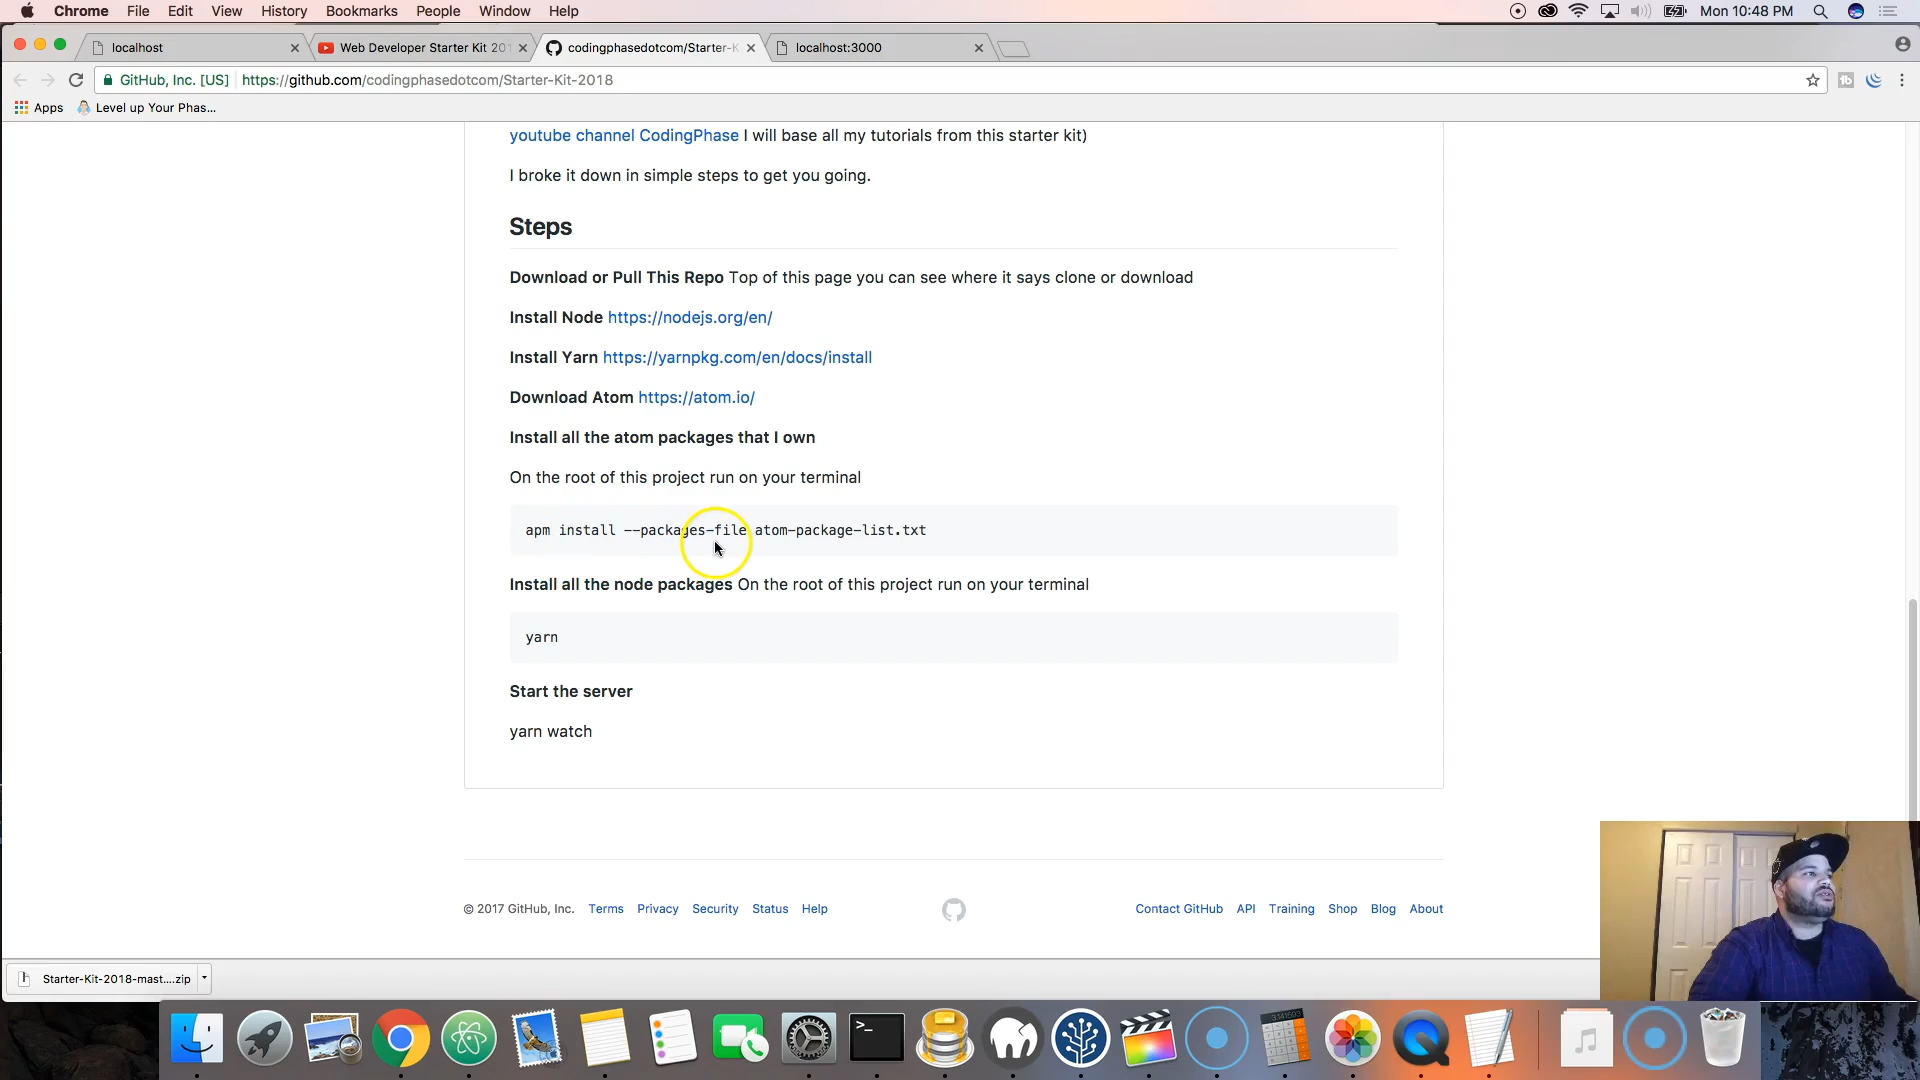 Chrome File Edit View History Bookmarks People Window Help Mon 10:48 PM
localhost Web Developer Starter Kit 201 codingphasedotcom/Starter-K localhost:3000
GitHub, Inc. [US] https://github.com/codingphasedotcom/Starter-Kit-2018
Apps Level up Your Phas...
youtube channel CodingPhase I will base all my tutorials from this starter kit)
I broke it down in simple steps to get you going.
Steps
Download or Pull This Repo Top of this page you can see where it says clone or download
Install Node https://nodejs.org/en/
Install Yarn https://yarnpkg.com/en/docs/install
Download Atom https://atom.io/
Install all the atom packages that I own
On the root of this project run on your terminal
apm install --packages-file atom-package-list.txt
Install all the node packages On the root of this project run on your terminal
yarn
Start the server
yarn watch
© 2017 GitHub, Inc. Terms Privacy Security Status Help Contact GitHub API Training Shop Blog About
Starter-Kit-2018-mast....zip